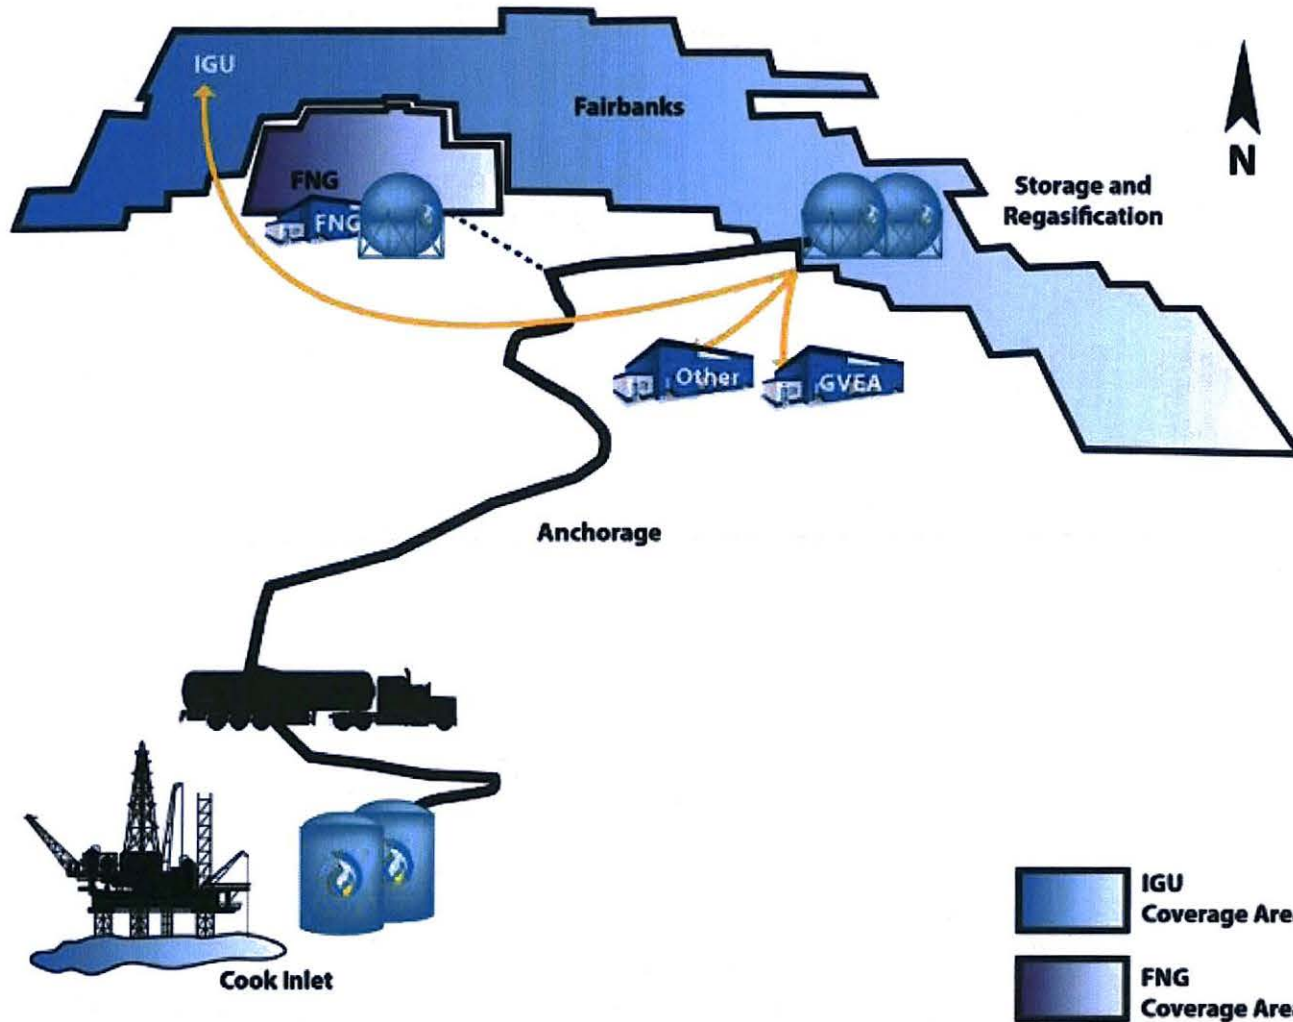 IGU
Fairbanks
N
FNG
FNG
Storage and
Regasification
Other
GVEA
Anchorage
Cook Inlet
IGU
Coverage Are
FNG
Coverage Are